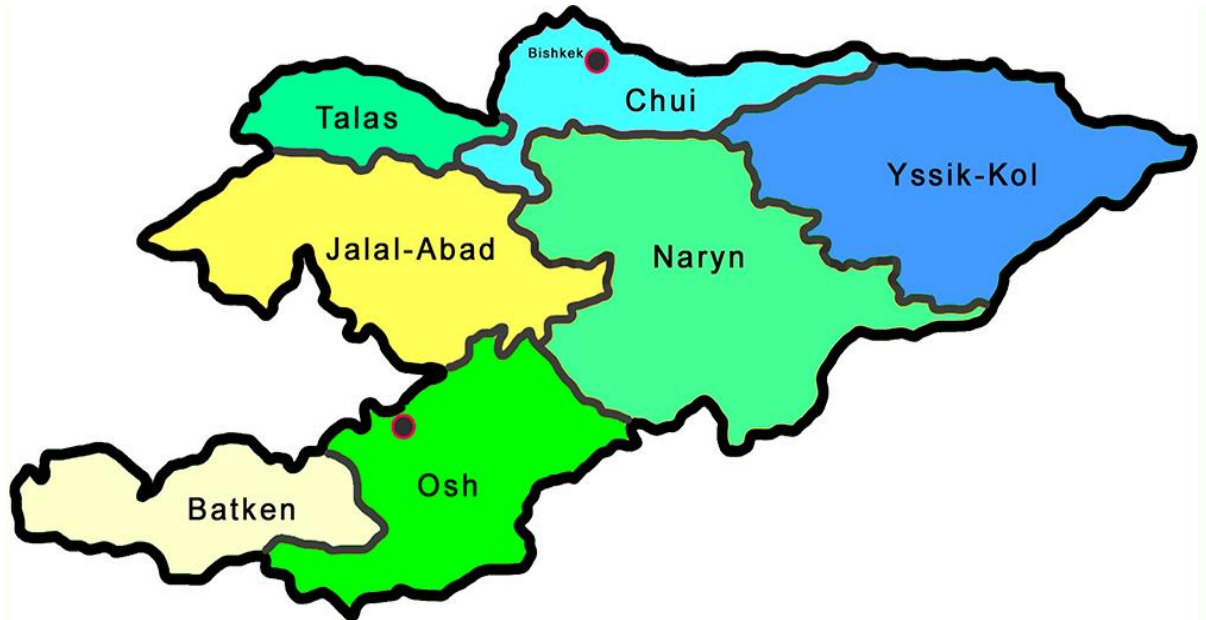 Bishkek
Chui
Talas
Yssik-Kol
Jalal-Abad
Naryn
Osh
Batken